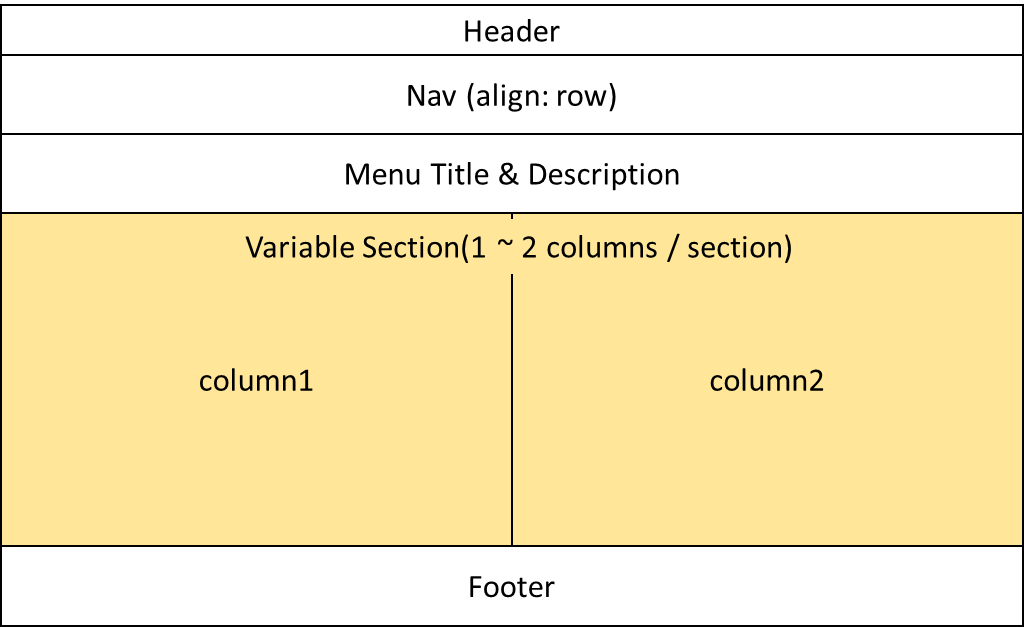 Header
Nav (align: row)
Menu Title & Description
Variable Section(1 ~ 2 columns / section)
column1
column2
Footer